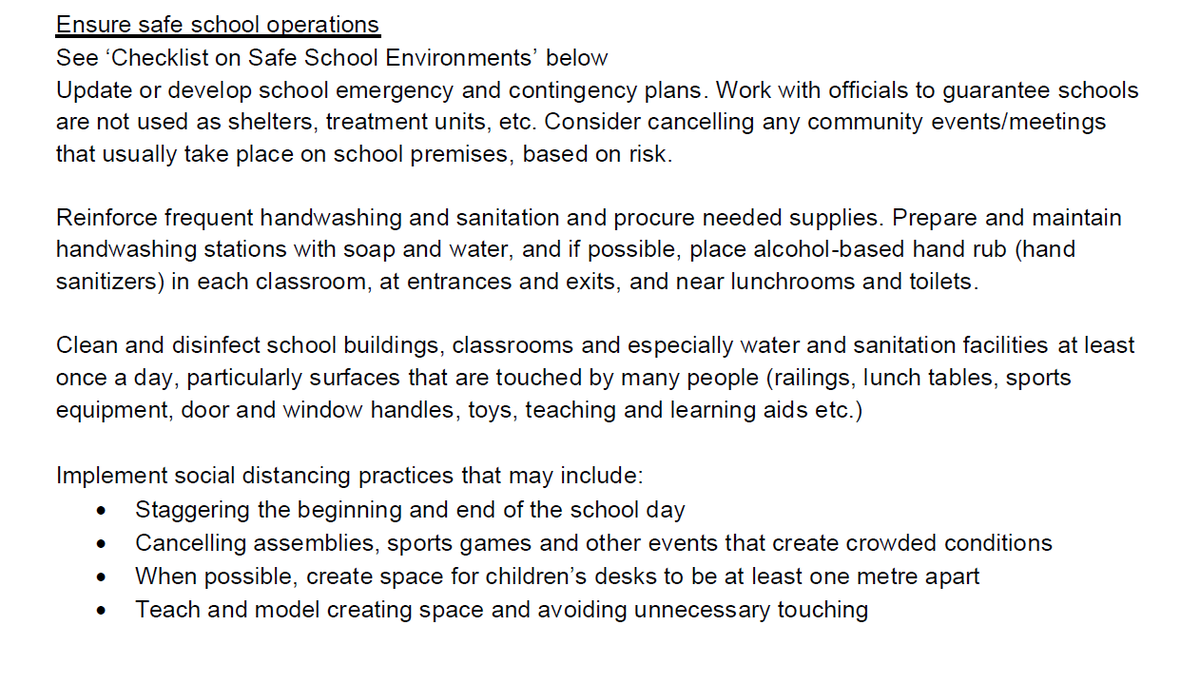 Ensure safe school operations
See ‘Checklist on Safe School Environments’ below
Update or develop school emergency and contingency plans. Work with officials to guarantee schools
are not used as shelters, treatment units, etc. Consider cancelling any community events/meetings
that usually take place on school premises, based on risk.
Reinforce frequent handwashing and sanitation and procure needed supplies. Prepare and maintain
handwashing stations with soap and water, and if possible, place alcohol-based hand rub (hand
sanitizers) in each classroom, at entrances and exits, and near lunchrooms and toilets.
Clean and disinfect school buildings, classrooms and especially water and sanitation facilities at least
once a day, particularly surfaces that are touched by many people (railings, lunch tables, sports
equipment, door and window handles, toys, teaching and learning aids etc.)
Implement social distancing practices that may include:
• Staggering the beginning and end of the school day
• Cancelling assemblies, sports games and other events that create crowded conditions
• When possible, create space for children’s desks to be at least one metre apart
• Teach and model creating space and avoiding unnecessary touching